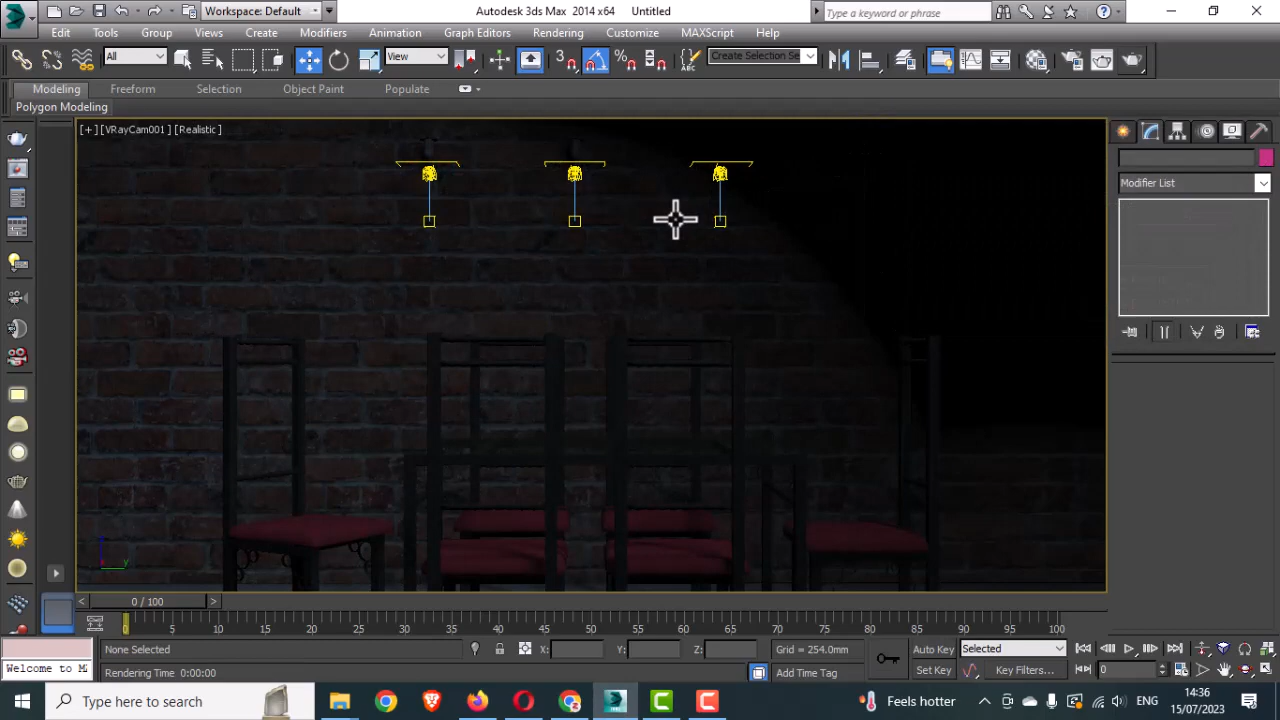 Workspace: Default
Autodesk 3ds Max 2014 x64
Untitled
Type a keyword or phrase
Edit
Tools
Group
Views
Create
Modifiers
Animation
Graph Editors
Rendering
Customize
MAXScript
Help
All
View
3
Create Selection Se
Modeling
Freeform
Selection
Object Paint
Populate
Polygon Modeling
[+] [VRayCam001] [Realistic]
Modifier List
0 / 100
0
5
10
15
20
25
30
35
40
45
50
55
60
65
70
75
80
85
90
95
100
None Selected
X:
Y:
Z:
Grid = 254.0mm
Auto Key
Selected
Welcome to M
Rendering Time 0:00:00
Add Time Tag
Set Key
Key Filters...
0
Type here to search
Feels hotter
ENG
14:36
15/07/2023